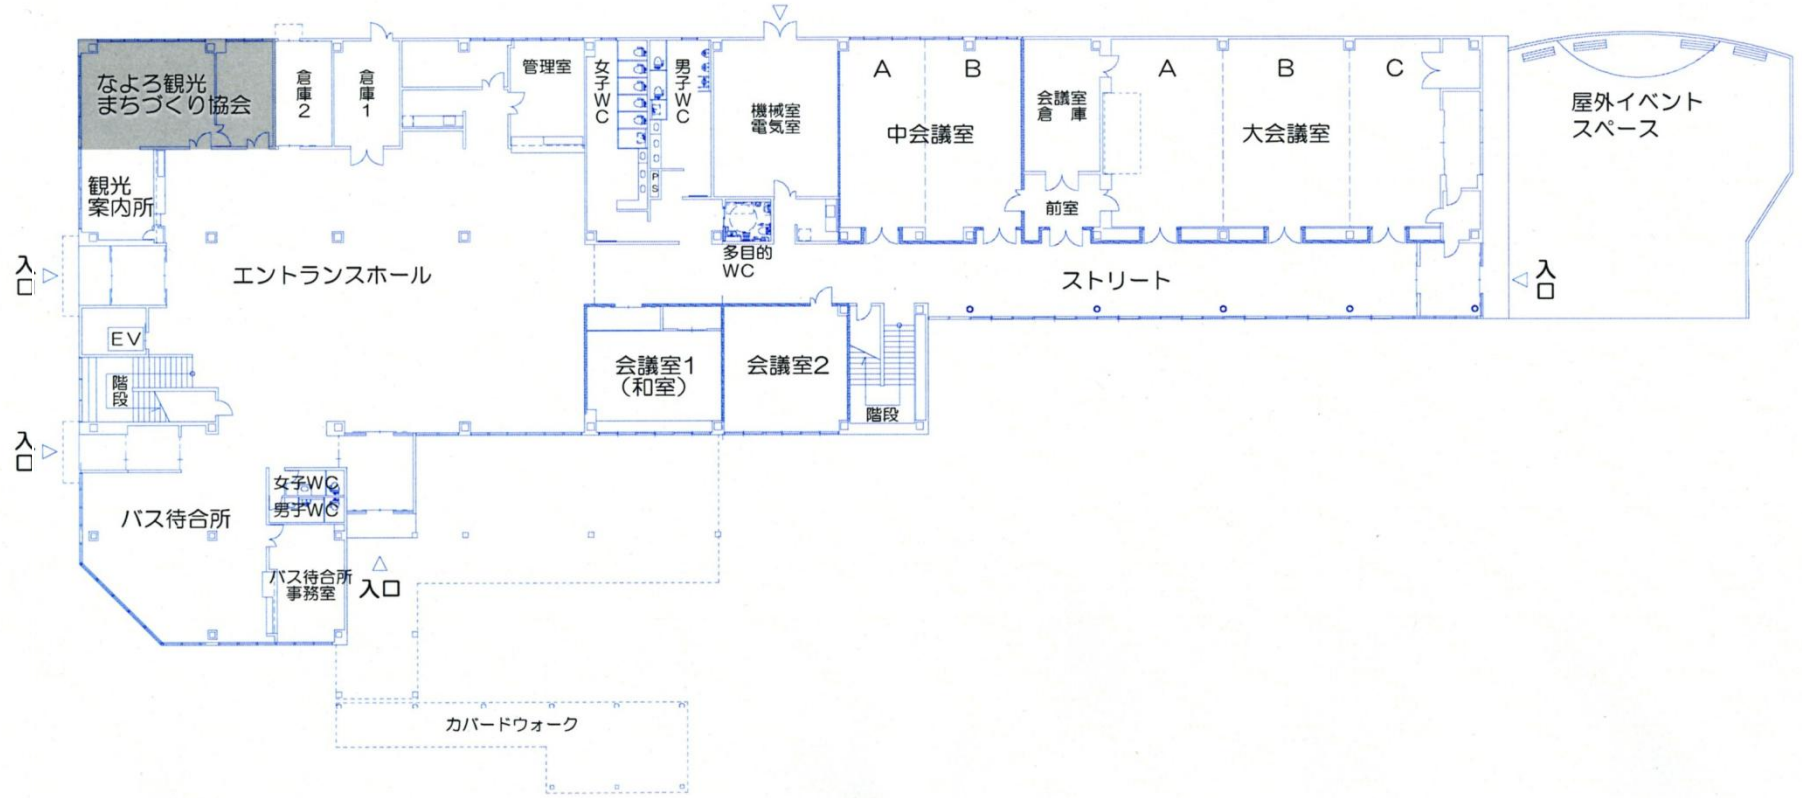 なよろ観光
まちづくり協会
倉庫2
倉庫1
管理室
女子WC
男子WC
PS
機械室
電気室
A
B
中会議室
会議室
倉庫
前室
A
B
C
大会議室
屋外イベント
スペース
観光
案内所
多目的
WC
入口
エントランスホール
ストリート
入口
EV
階段
会議室1
(和室)
会議室2
階段
入口
女子WC
男子WC
バス待合所
バス待合所
事務室
入口
カバードウォーク